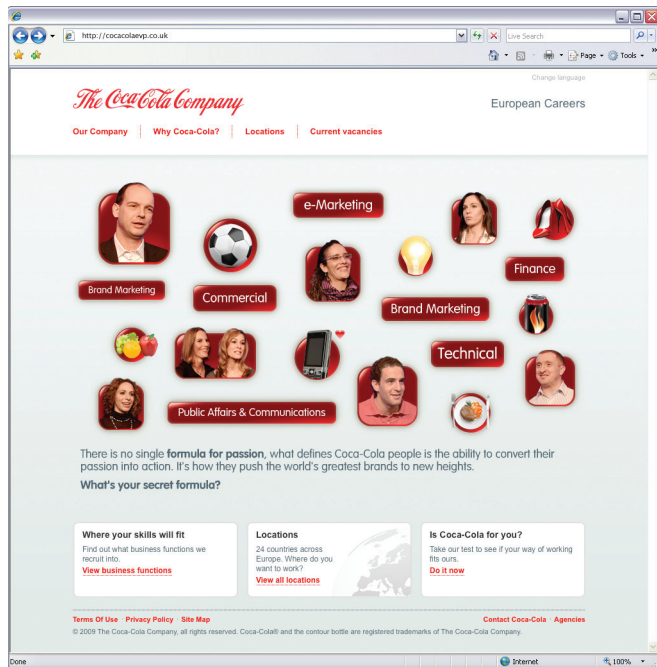 http://cocacolaevp.co.uk
Live Search
Page
Tools
Change language
The Coca-Cola Company
European Careers
Our Company
Why Coca-Cola?
Locations
Current vacancies
e-Marketing
Finance
Brand Marketing
Commercial
Brand Marketing
Technical
Public Affairs & Communications
There is no single formula for passion, what defines Coca-Cola people is the ability to convert their
passion into action. It's how they push the world's greatest brands to new heights.
What's your secret formula?
Where your skills will fit
Find out what business functions we
recruit into.
View business functions
Locations
24 countries across
Europe. Where do you
want to work?
View all locations
Is Coca-Cola for you?
Take our test to see if your way of working
fits ours.
Do it now
Terms Of Use · Privacy Policy · Site Map
Contact Coca-Cola · Agencies
© 2009 The Coca-Cola Company, all rights reserved. Coca-Cola® and the contour bottle are registered trademarks of The Coca-Cola Company.
Done
Internet
100%